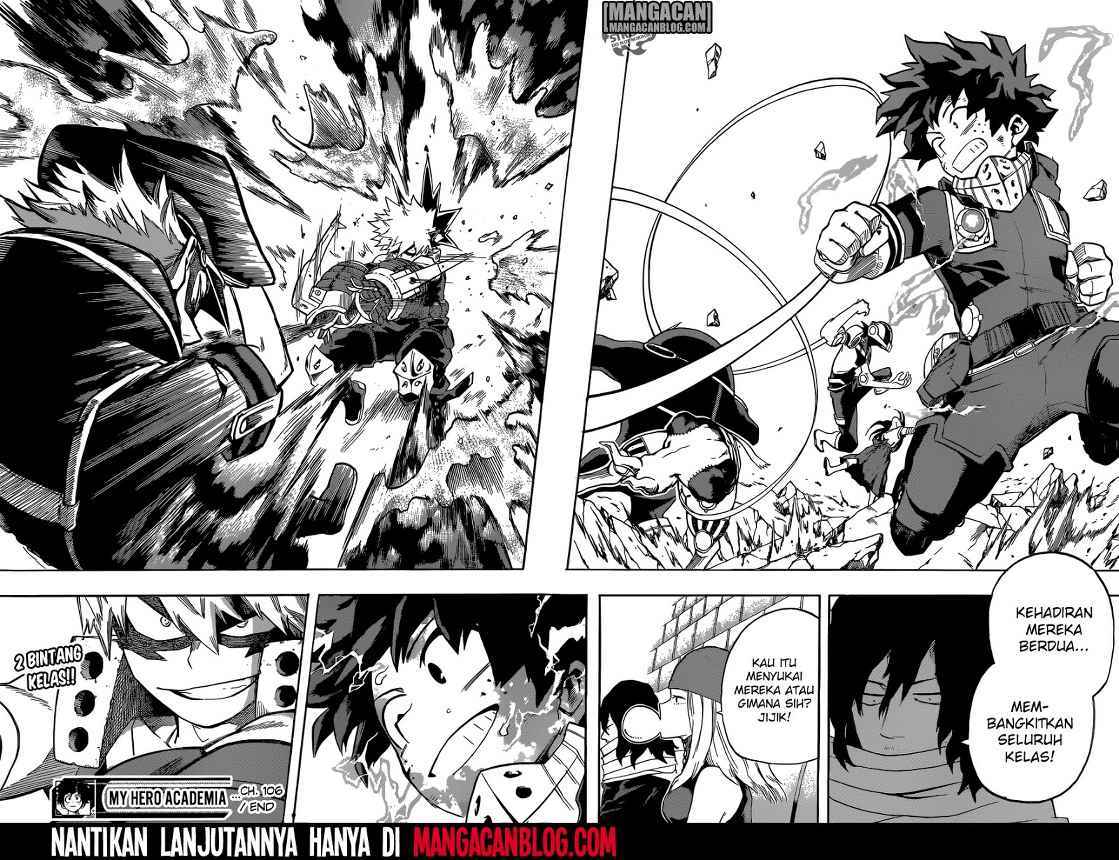 MANGACAN
MANGACANBLOG.COM
KEHADIRAN
MEREKA
BERDUA...
MEM-
BANGKITKAN
SELURUH
KELAS!
KAU ITU
MENYUKAI
MEREKA ATAU
GIMANA SIH?
JIJIK!
2 BINTANG
KELAS!!
MY HERO ACADEMIA
...CH. 106
/ END
NANTIKAN LANJUTANNYA HANYA DI MANGACANBLOG.COM